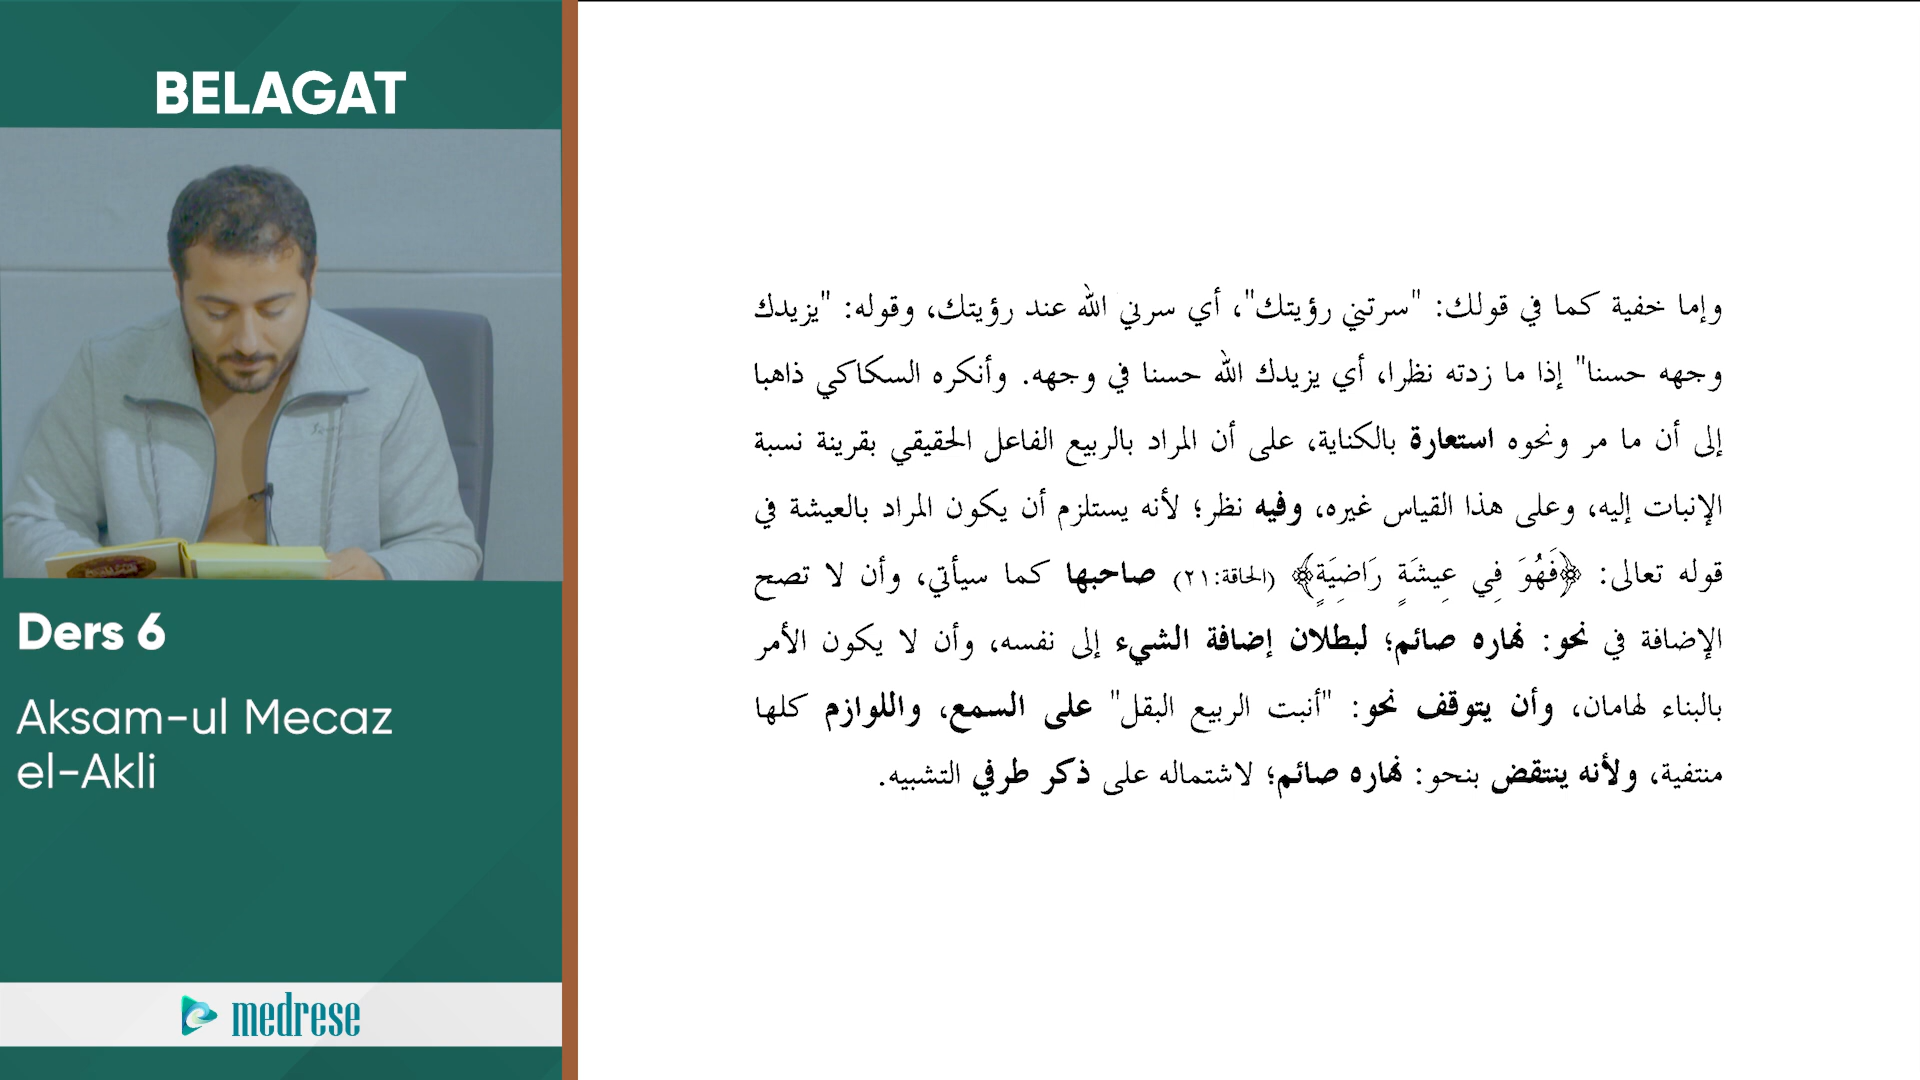 BELAGAT
Ders 6
Aksam-ul Mecaz
el-Akli
medrese
وإما خفية كما في قولك: "سرتني رؤيتك"، أي سرني الله عند رؤيتك، وقوله: "يزيدك
وجهه حسنا" إذا ما زدته نظرا، أي يزيدك الله حسنا في وجهه. وأنكره السكاكي ذاهبا
إلى أن ما مر ونحوه استعارة بالكناية، على أن المراد بالربيع الفاعل الحقيقي بقرينة نسبة
الإنبات إليه، وعلى هذا القياس غيره، وفيه نظر؛ لأنه يستلزم أن يكون المراد بالعيشة في
قوله تعالى: ﴿فَهُوَ فِي عِيشَةٍ رَاضِيَةٍ﴾ (الحاقة:٢١) صاحبها كما سيأتي، وأن لا تصح
الإضافة في نحو: نهاره صائم؛ لبطلان إضافة الشيء إلى نفسه، وأن لا يكون الأمر
بالبناء لهامان، وأن يتوقف نحو: "أنبت الربيع البقل" على السمع، واللوازم كلها
منتفية، ولأنه ينتقض بنحو: نهاره صائم؛ لاشتماله على ذكر طرفي التشبيه.